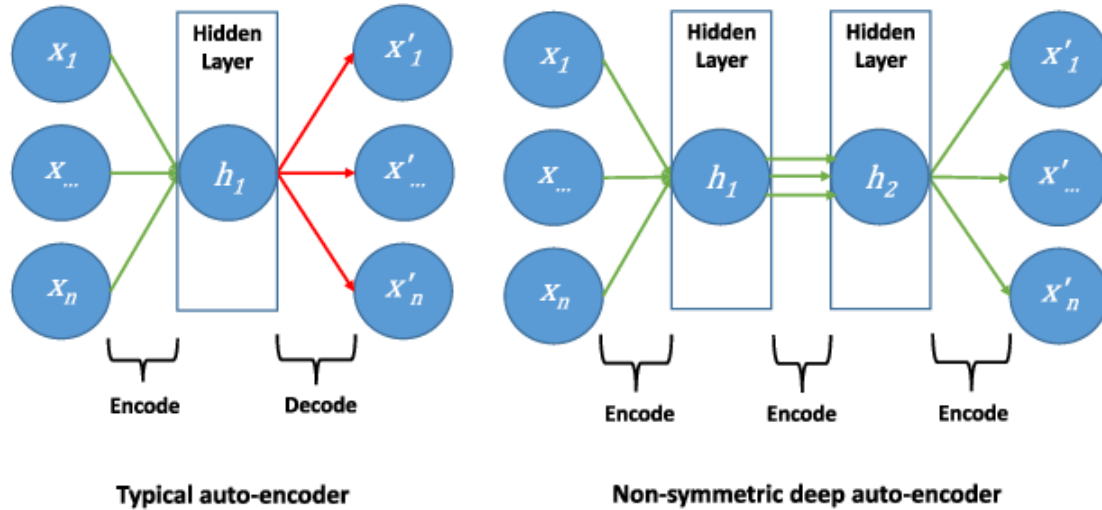 x1
x...
xn
Hidden
Layer
h1
x'1
x'...
x'n
Encode
Decode
Typical auto-encoder
x1
x...
xn
Hidden
Layer
h1
Hidden
Layer
h2
x'1
x'...
x'n
Encode
Encode
Encode
Non-symmetric deep auto-encoder